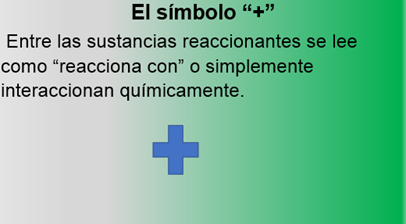 El símbolo “+”
Entre las sustancias reaccionantes se lee
como “reacciona con” o simplemente
interaccionan químicamente.